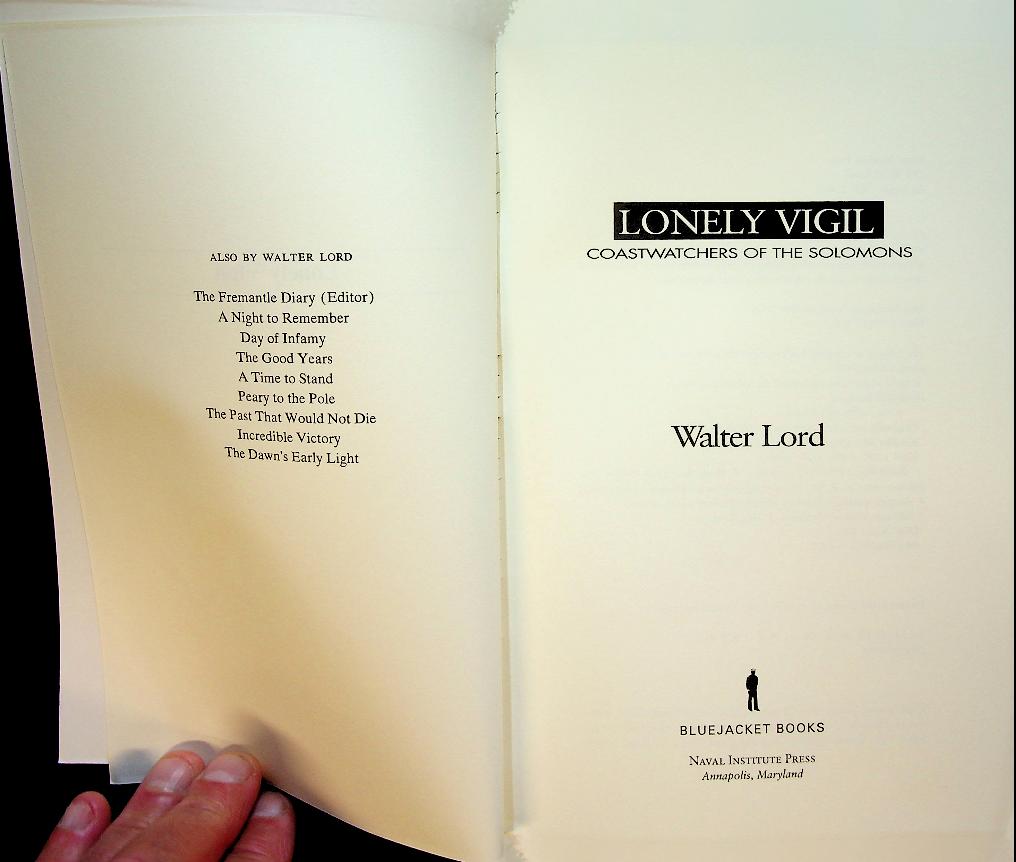 ALSO BY WALTER LORD
The Fremantle Diary (Editor)
A Night to Remember
Day of Infamy
The Good Years
A Time to Stand
Peary to the Pole
The Past That Would Not Die
Incredible Victory
The Dawn's Early Light
LONELY VIGIL
COASTWATCHERS OF THE SOLOMONS
Walter Lord
BLUEJACKET BOOKS
NAVAL INSTITUTE PRESS
Annapolis, Maryland